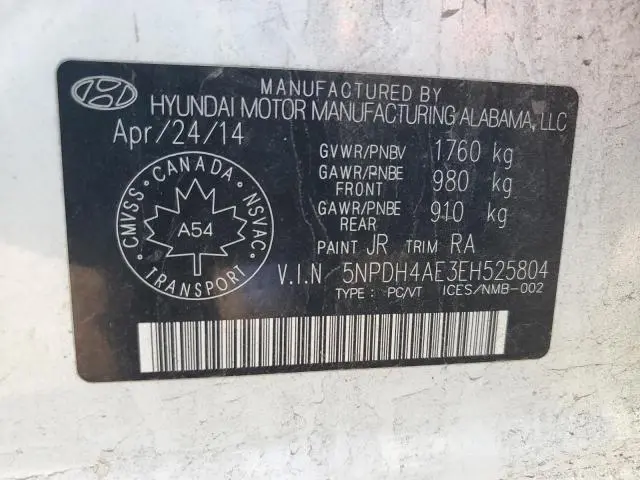 MANUFACTURED BY
HYUNDAI MOTOR MANUFACTURING ALABAMA, LLC
Apr/24/14
GVWR/PNBV 1760 kg
GAWR/PNBE FRONT 980 kg
GAWR/PNBE REAR 910 kg
PAINT JR TRIM RA
CMVSS · CANADA · NSVAC
A54
TRANSPORT
V.I.N 5NPDH4AE3EH525804
TYPE : PC/VT ICES/NMB-002